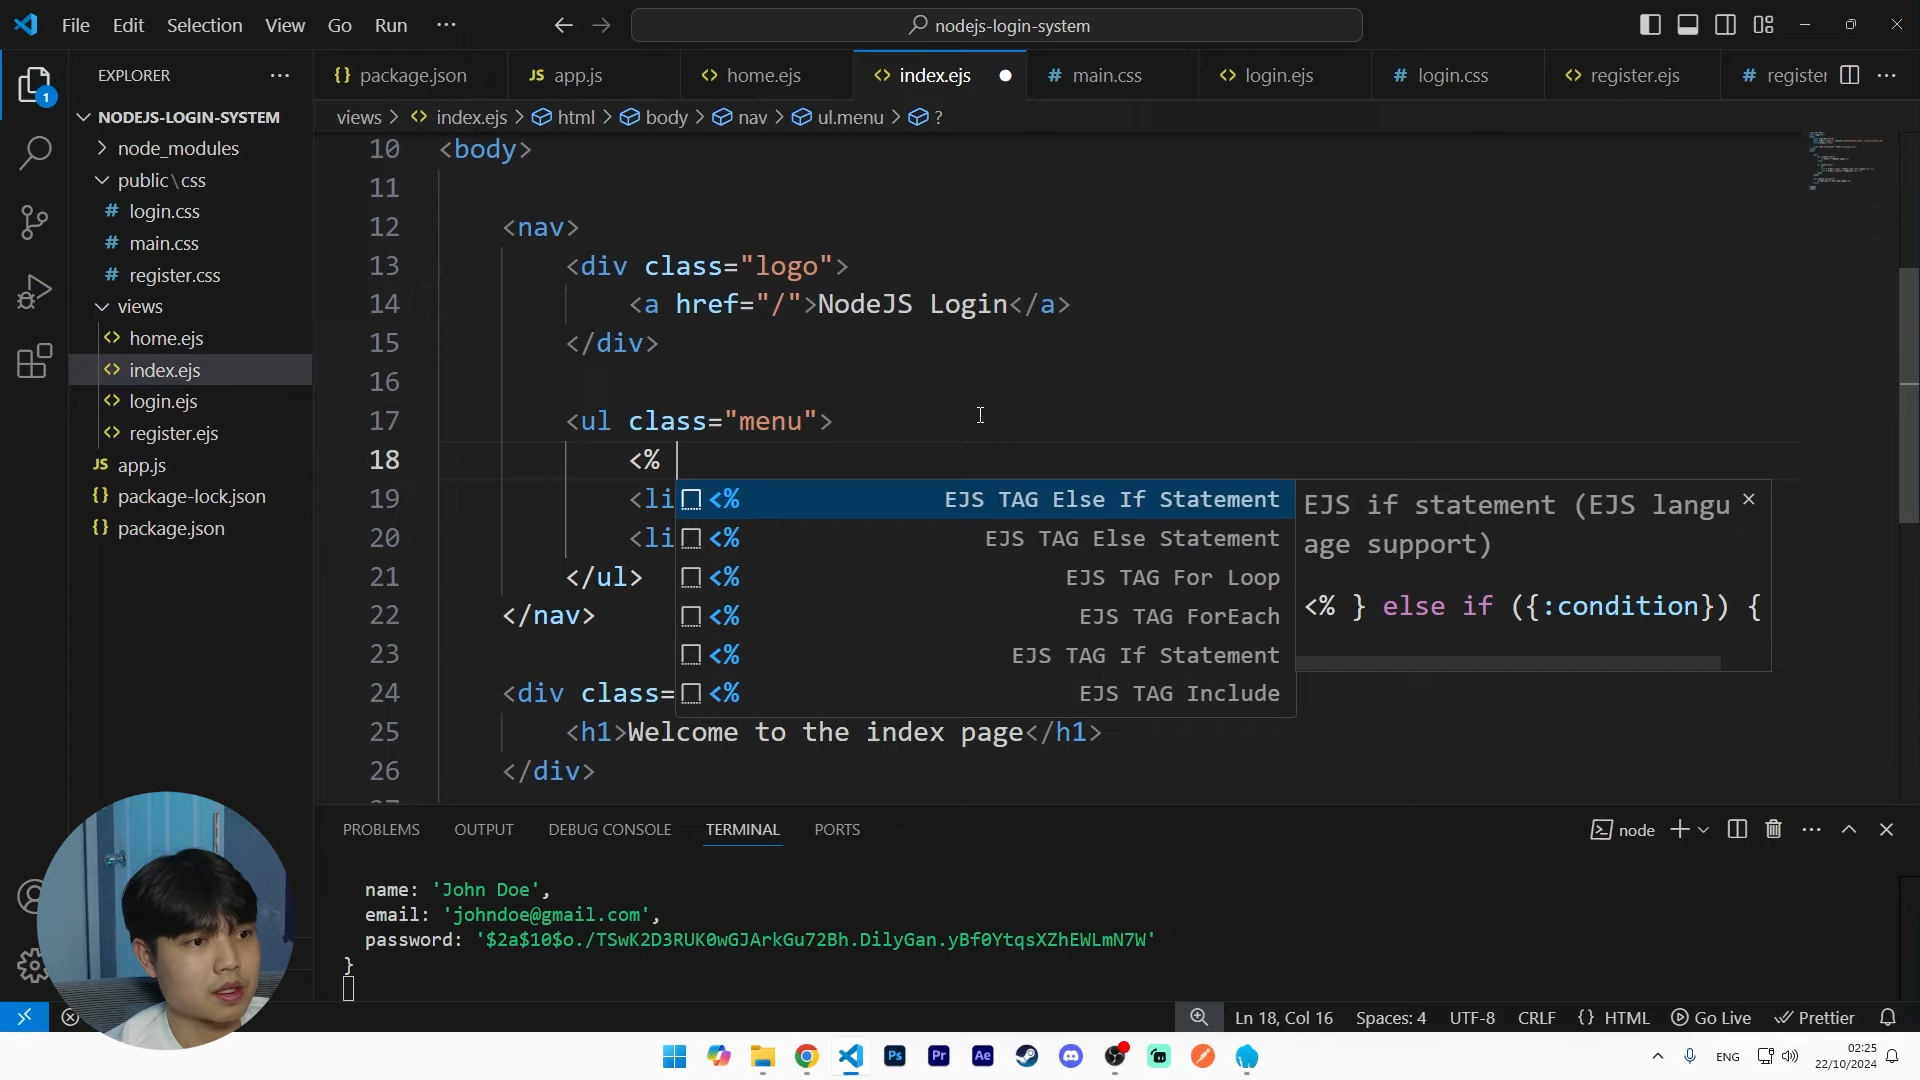 File Edit Selection View Go Run ···
nodejs-login-system
EXPLORER
1
NODEJS-LOGIN-SYSTEM
node_modules
public\css
# login.css
# main.css
# register.css
views
<> home.ejs
<> index.ejs
<> login.ejs
<> register.ejs
JS app.js
{} package-lock.json
{} package.json
{} package.json
JS app.js
<> home.ejs
<> index.ejs
# main.css
<> login.ejs
# login.css
<> register.ejs
# register
views > <> index.ejs > html > body > nav > ul.menu > ?
10 <body>
11
12 <nav>
13 <div class="logo">
14 <a href="/">NodeJS Login</a>
15 </div>
16
17 <ul class="menu">
18 <%
19 <li
20 <li
21 </ul>
22 </nav>
23
24 <div class=
25 <h1>Welcome to the index page</h1>
26 </div>
<% EJS TAG Else If Statement
<% EJS TAG Else Statement
<% EJS TAG For Loop
<% EJS TAG ForEach
<% EJS TAG If Statement
<% EJS TAG Include
EJS if statement (EJS langu
age support)
<% } else if ({:condition}) {
PROBLEMS OUTPUT DEBUG CONSOLE TERMINAL PORTS
node
name: 'John Doe',
email: 'johndoe@gmail.com',
password: '$2a$10$o./TSwK2D3RUK0wGJArkGu72Bh.DilyGan.yBf0YtqsXZhEWLmN7W'
}
Ln 18, Col 16 Spaces: 4 UTF-8 CRLF {} HTML Go Live Prettier
Ps Pr Ae
ENG
02:25
22/10/2024